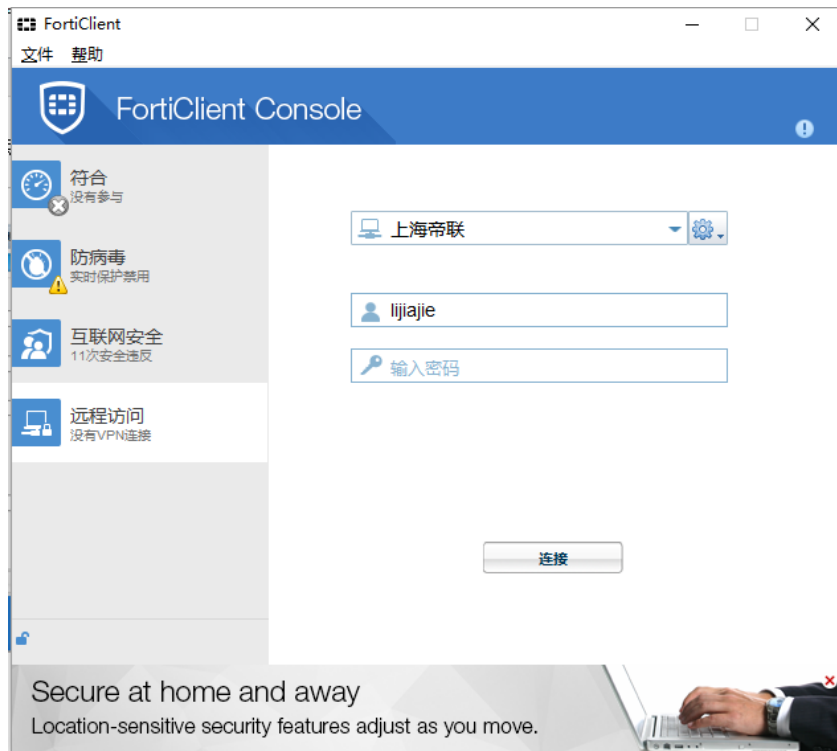 FortiClient
文件 帮助
FortiClient Console
符合
没有参与
防病毒
实时保护禁用
互联网安全
11次安全违反
远程访问
没有VPN连接
上海帝联
lijiajie
输入密码
连接
Secure at home and away
Location-sensitive security features adjust as you move.